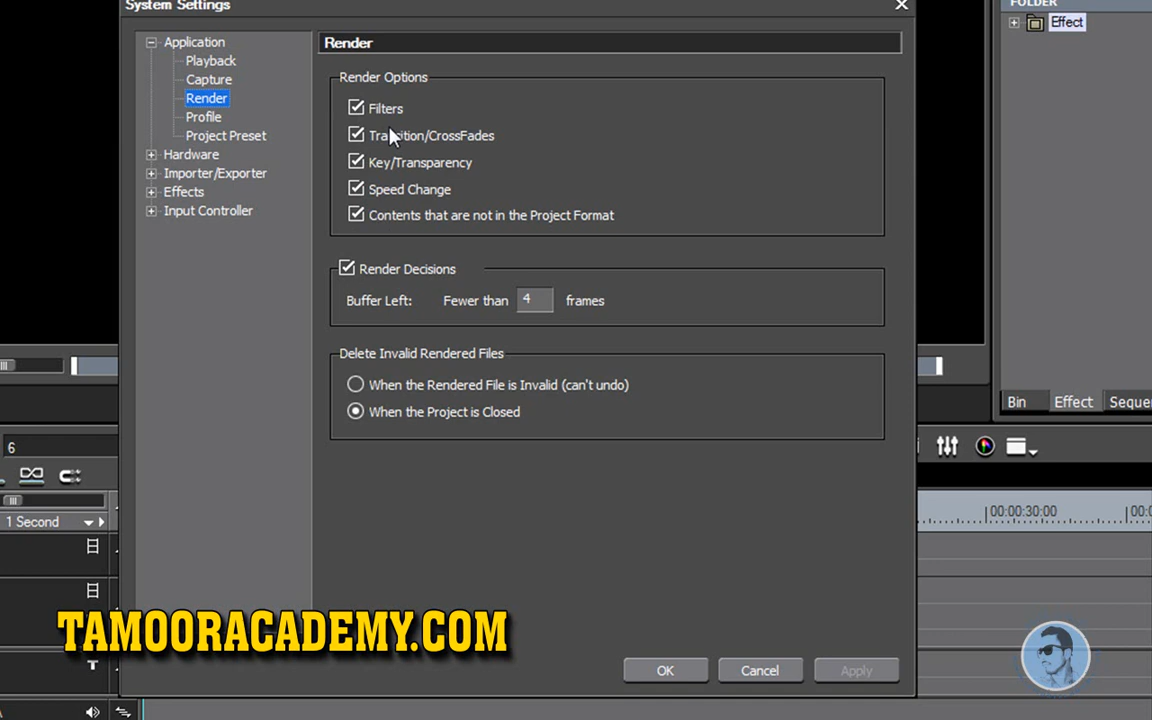 System Settings
FOLDER
Effect
Application
Playback
Capture
Render
Profile
Project Preset
Hardware
Importer/Exporter
Effects
Input Controller
Render
Render Options
Filters
Transition/CrossFades
Key/Transparency
Speed Change
Contents that are not in the Project Format
Render Decisions
Buffer Left: Fewer than 4 frames
Delete Invalid Rendered Files
When the Rendered File is Invalid (can't undo)
When the Project is Closed
Bin Effect Seque
6
1 Second
00:00:30:00
00:0
T
TAMOORACADEMY.COM
OK Cancel Apply